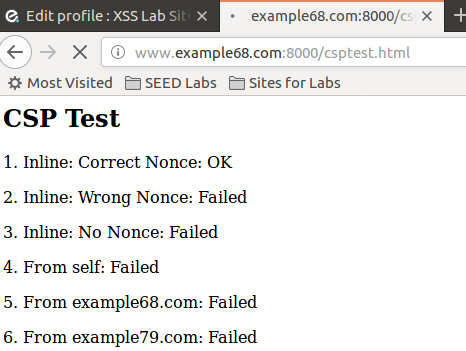 Edit profile : XSS Lab Sit
example68.com:8000/cs
www.example68.com:8000/csptest.html
Most Visited SEED Labs Sites for Labs
CSP Test
1. Inline: Correct Nonce: OK
2. Inline: Wrong Nonce: Failed
3. Inline: No Nonce: Failed
4. From self: Failed
5. From example68.com: Failed
6. From example79.com: Failed